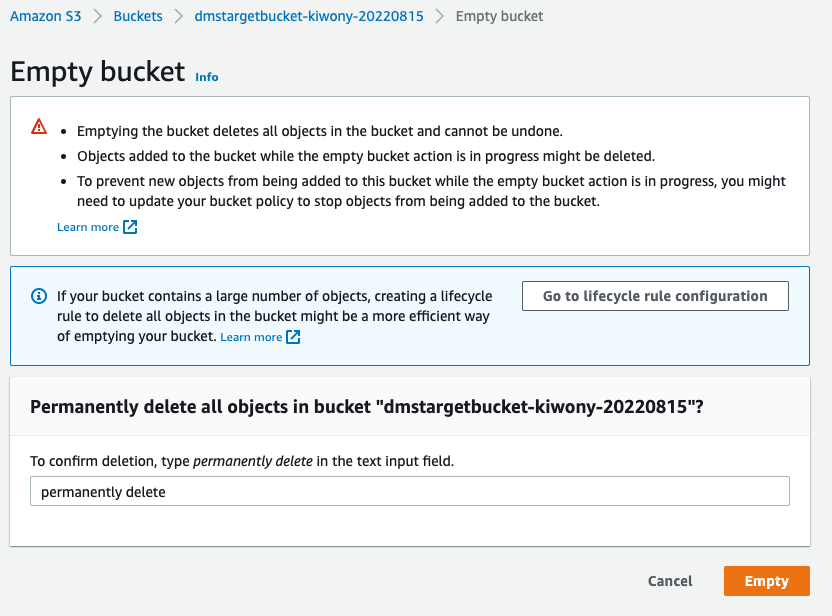 Amazon S3 > Buckets > dmstargetbucket-kiwony-20220815 > Empty bucket
Empty bucket Info
• Emptying the bucket deletes all objects in the bucket and cannot be undone.
• Objects added to the bucket while the empty bucket action is in progress might be deleted.
• To prevent new objects from being added to this bucket while the empty bucket action is in progress, you might
need to update your bucket policy to stop objects from being added to the bucket.
Learn more
If your bucket contains a large number of objects, creating a lifecycle
rule to delete all objects in the bucket might be a more efficient way
of emptying your bucket. Learn more
Go to lifecycle rule configuration
Permanently delete all objects in bucket "dmstargetbucket-kiwony-20220815"?
To confirm deletion, type permanently delete in the text input field.
permanently delete
Cancel Empty